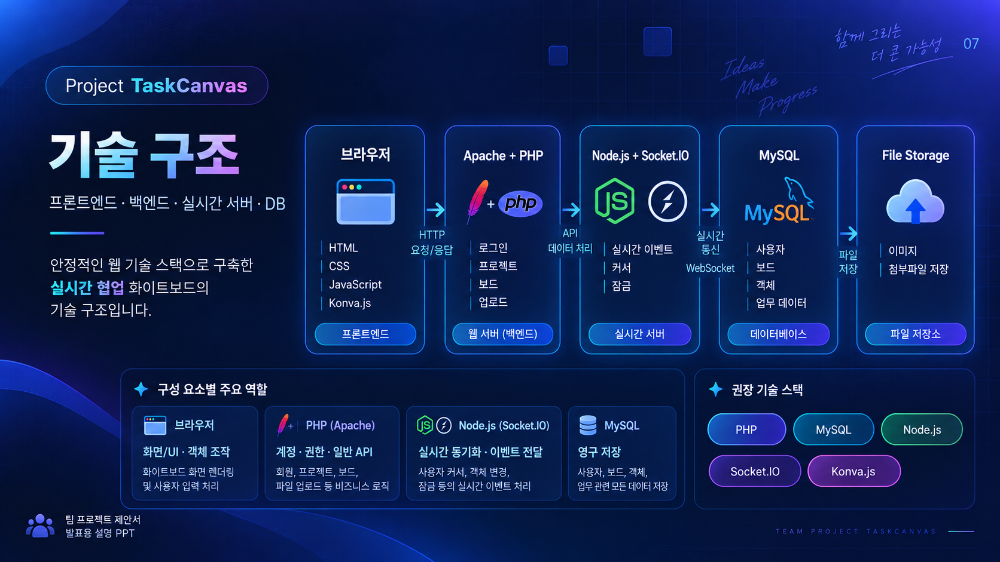 함께 그리는
더 큰 가능성
07
Ideas
Make
Progress
Project TaskCanvas
기술 구조
프론트엔드 · 백엔드 · 실시간 서버 · DB
안정적인 웹 기술 스택으로 구축한
실시간 협업 화이트보드의
기술 구조입니다.
브라우저
HTML
CSS
JavaScript
Konva.js
프론트엔드
HTTP
요청/응답
Apache + PHP
+ php
로그인
프로젝트
보드
업로드
웹 서버 (백엔드)
API
데이터 처리
Node.js + Socket.IO
JS
실시간 이벤트
커서
잠금
실시간 서버
실시간
통신
WebSocket
MySQL
MySQL
사용자
보드
객체
업무 데이터
데이터베이스
파일
저장
File Storage
이미지
첨부파일 저장
파일 저장소
구성 요소별 주요 역할
브라우저
화면/UI · 객체 조작
화이트보드 화면 렌더링
및 사용자 입력 처리
+ PHP (Apache)
계정 · 권한 · 일반 API
회원, 프로젝트, 보드,
파일 업로드 등 비즈니스 로직
JS Node.js (Socket.IO)
실시간 동기화 · 이벤트 전달
사용자 커서, 객체 변경,
잠금 등의 실시간 이벤트 처리
MySQL
영구 저장
사용자, 보드, 객체,
업무 관련 모든 데이터 저장
권장 기술 스택
PHP
MySQL
Node.js
Socket.IO
Konva.js
팀 프로젝트 제안서
발표용 설명 PPT
TEAM PROJECT TASKCANVAS